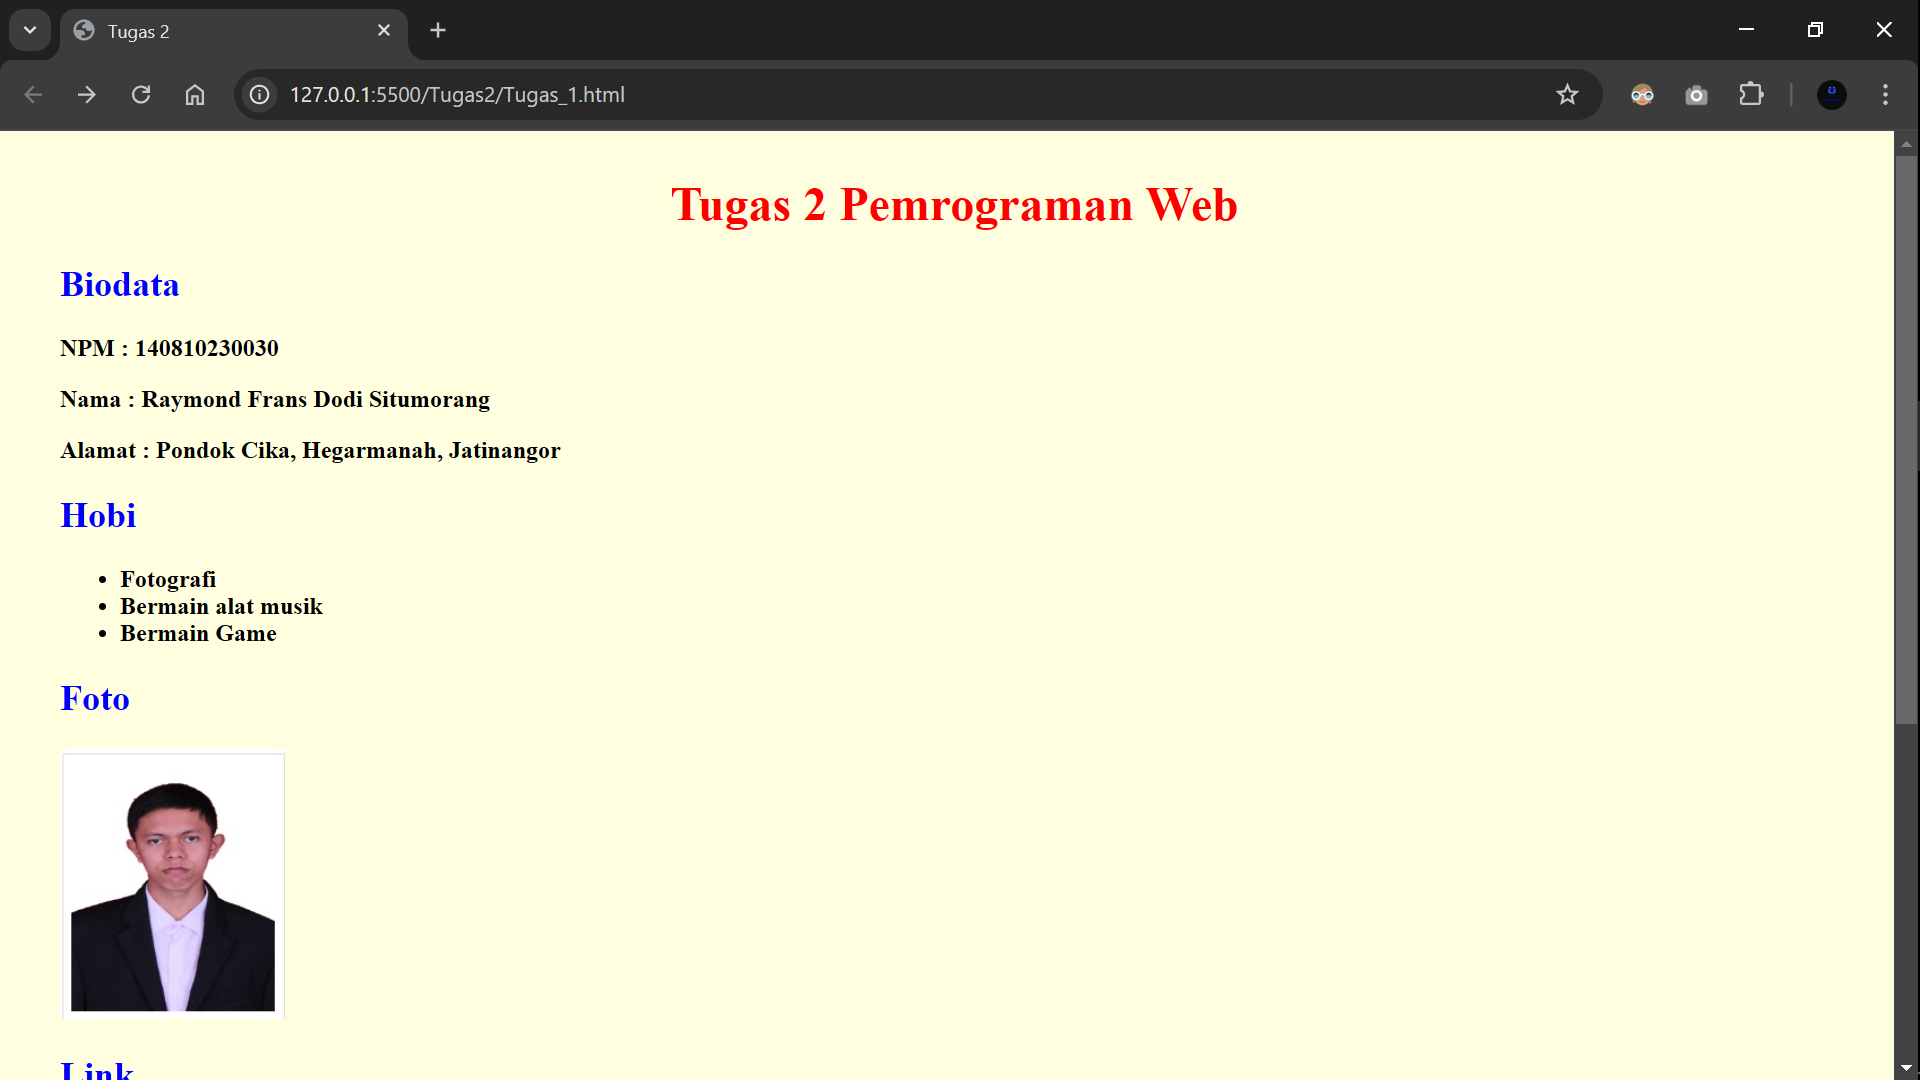 Tugas 2
127.0.0.1:5500/Tugas2/Tugas_1.html
Tugas 2 Pemrograman Web
Biodata
NPM : 140810230030
Nama : Raymond Frans Dodi Situmorang
Alamat : Pondok Cika, Hegarmanah, Jatinangor
Hobi
• Fotografi
• Bermain alat musik
• Bermain Game
Foto
Link